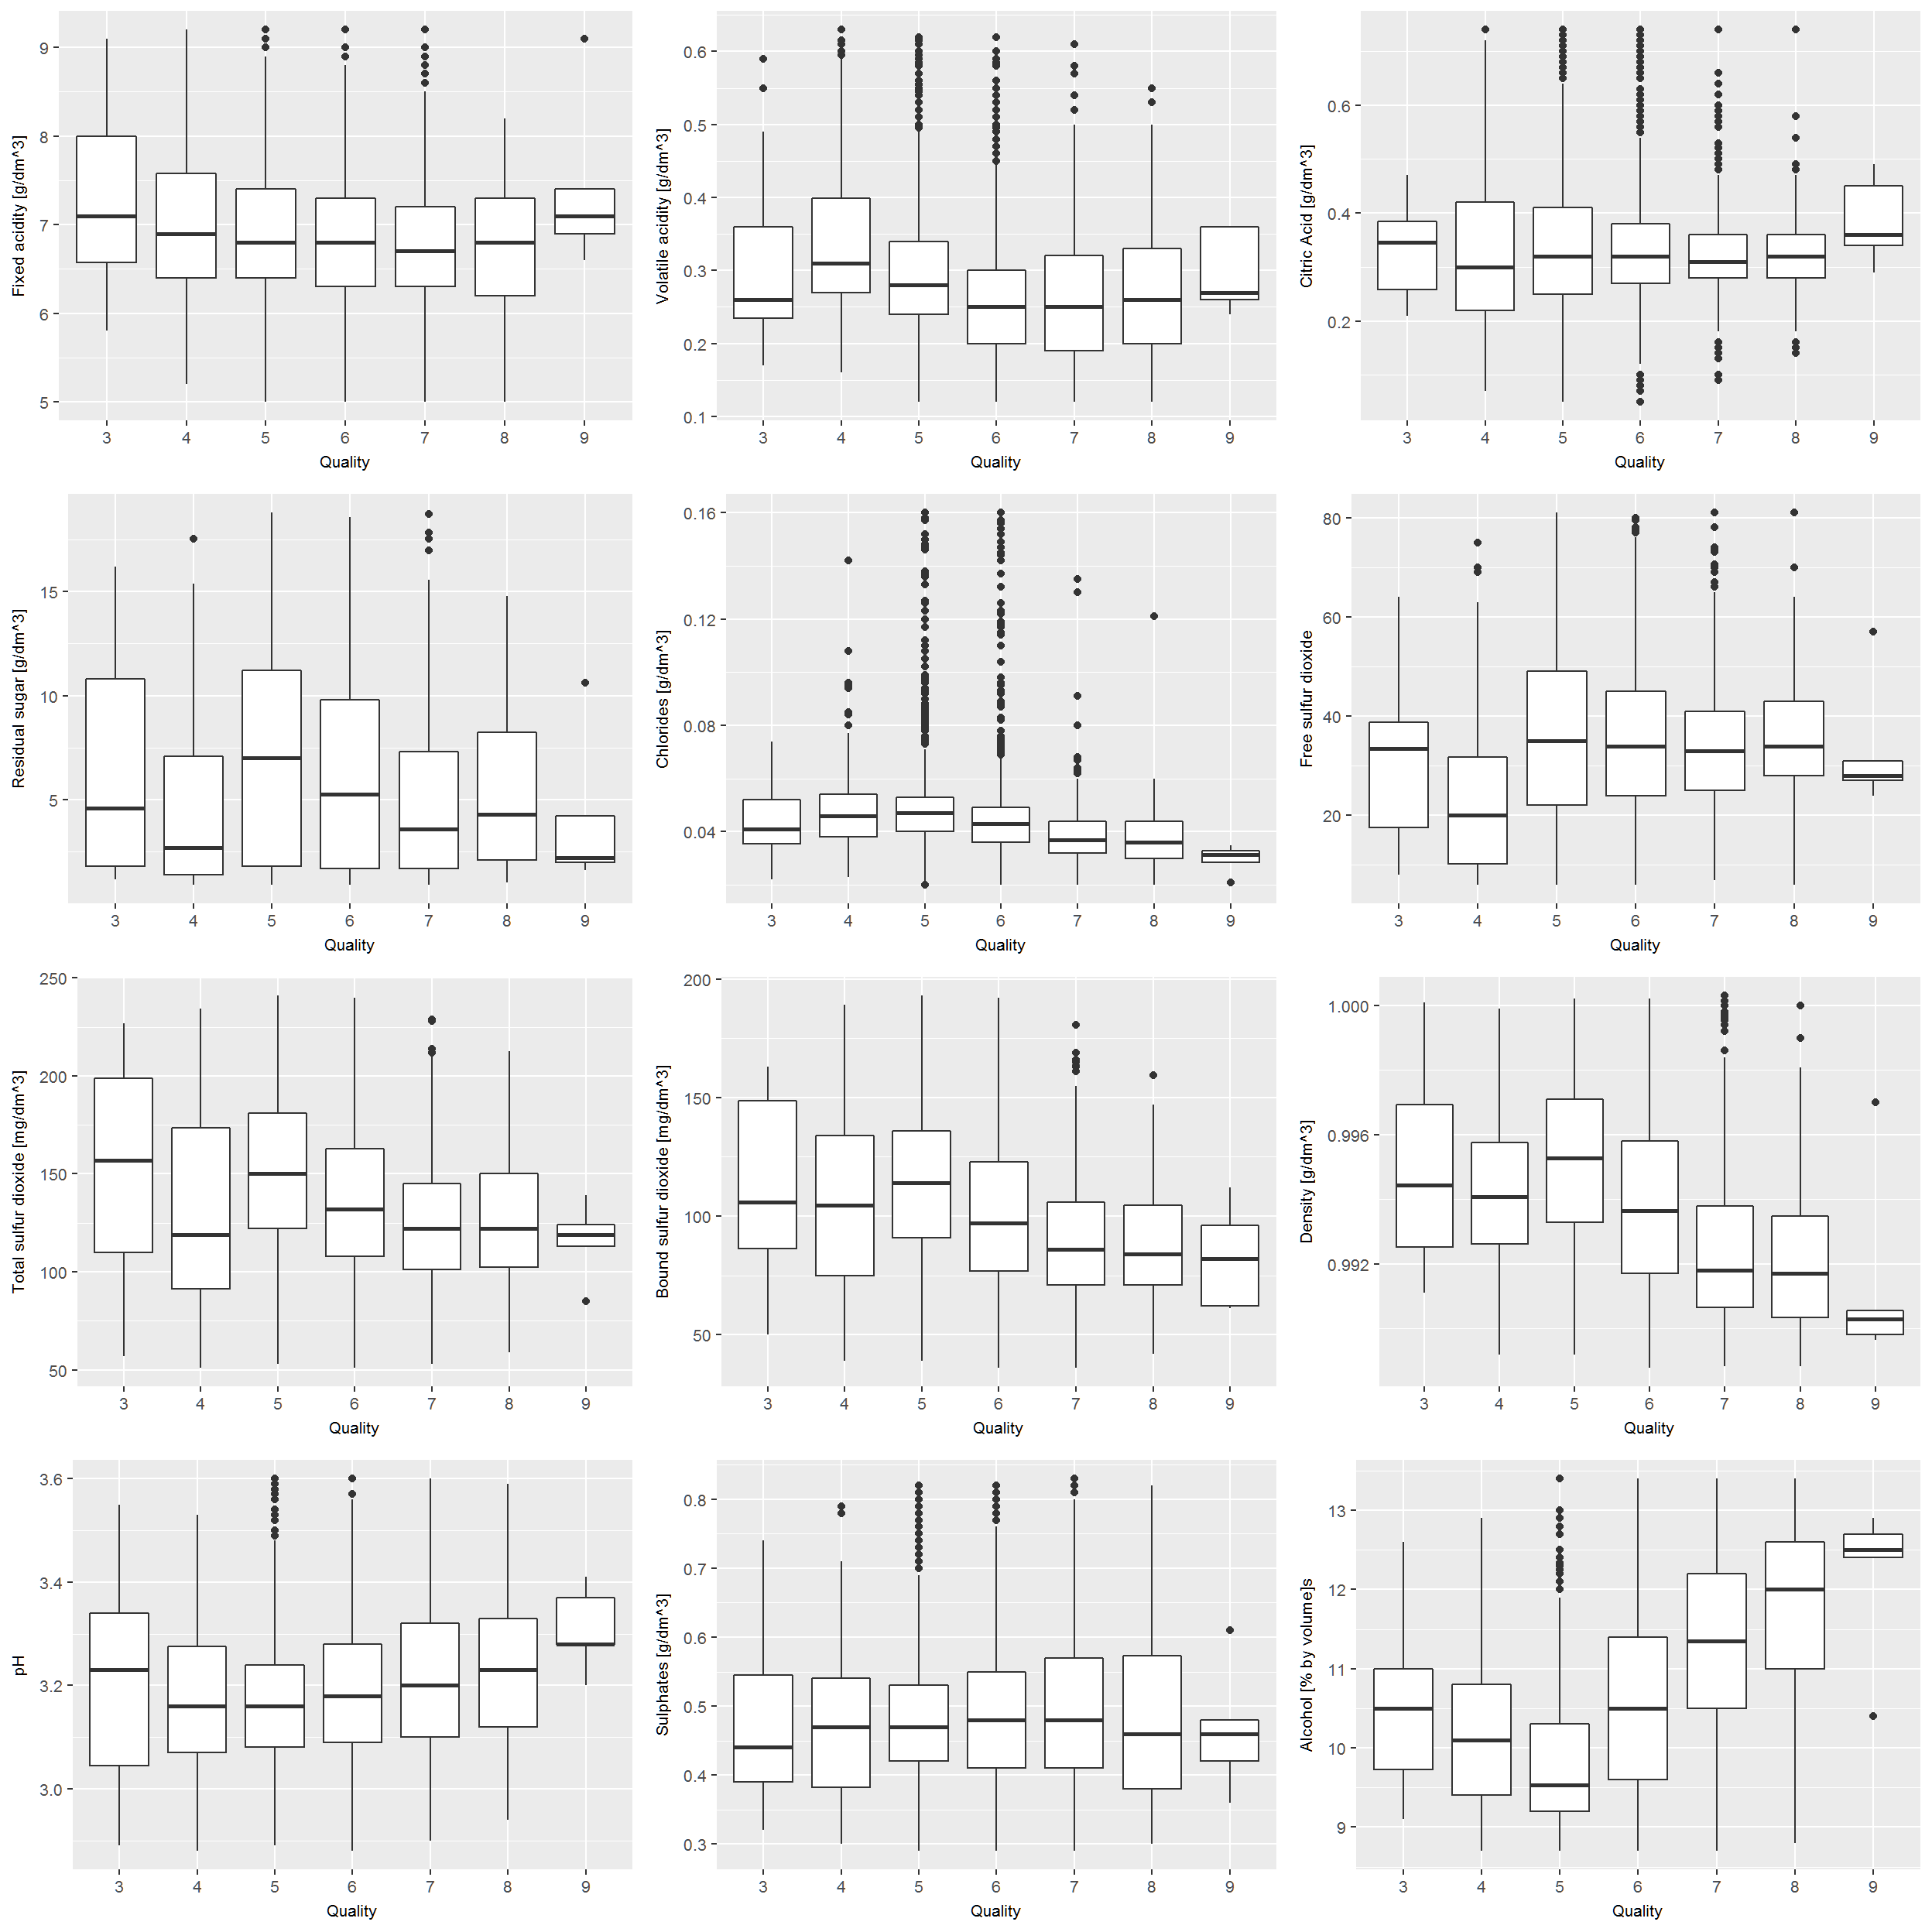 Fixed acidity [g/dm^3]
9
8
7
6
5
3 4 5 6 7 8 9
Quality
Volatile acidity [g/dm^3]
0.6
0.5
0.4
0.3
0.2
0.1
3 4 5 6 7 8 9
Quality
Citric Acid [g/dm^3]
0.6
0.4
0.2
3 4 5 6 7 8 9
Quality
Residual sugar [g/dm^3]
15
10
5
3 4 5 6 7 8 9
Quality
Chlorides [g/dm^3]
0.16
0.12
0.08
0.04
3 4 5 6 7 8 9
Quality
Free sulfur dioxide
80
60
40
20
3 4 5 6 7 8 9
Quality
Total sulfur dioxide [mg/dm^3]
250
200
150
100
50
3 4 5 6 7 8 9
Quality
Bound sulfur dioxide [mg/dm^3]
200
150
100
50
3 4 5 6 7 8 9
Quality
Density [g/dm^3]
1.000
0.996
0.992
3 4 5 6 7 8 9
Quality
pH
3.6
3.4
3.2
3.0
3 4 5 6 7 8 9
Quality
Sulphates [g/dm^3]
0.8
0.7
0.6
0.5
0.4
0.3
3 4 5 6 7 8 9
Quality
Alcohol [% by volume]s
13
12
11
10
9
3 4 5 6 7 8 9
Quality